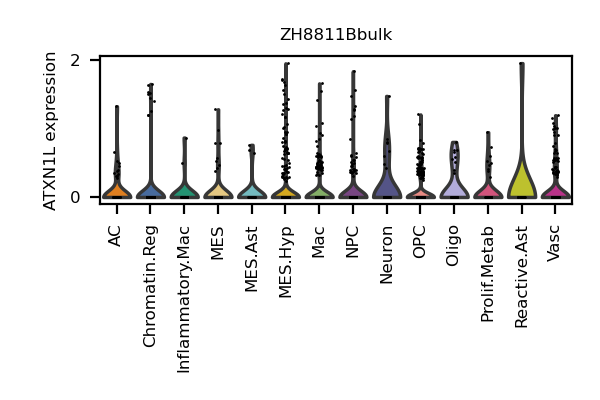 ZH8811Bbulk
ATXN1L expression
2
0
AC
Chromatin.Reg
Inflammatory.Mac
MES
MES.Ast
MES.Hyp
Mac
NPC
Neuron
OPC
Oligo
Prolif.Metab
Reactive.Ast
Vasc